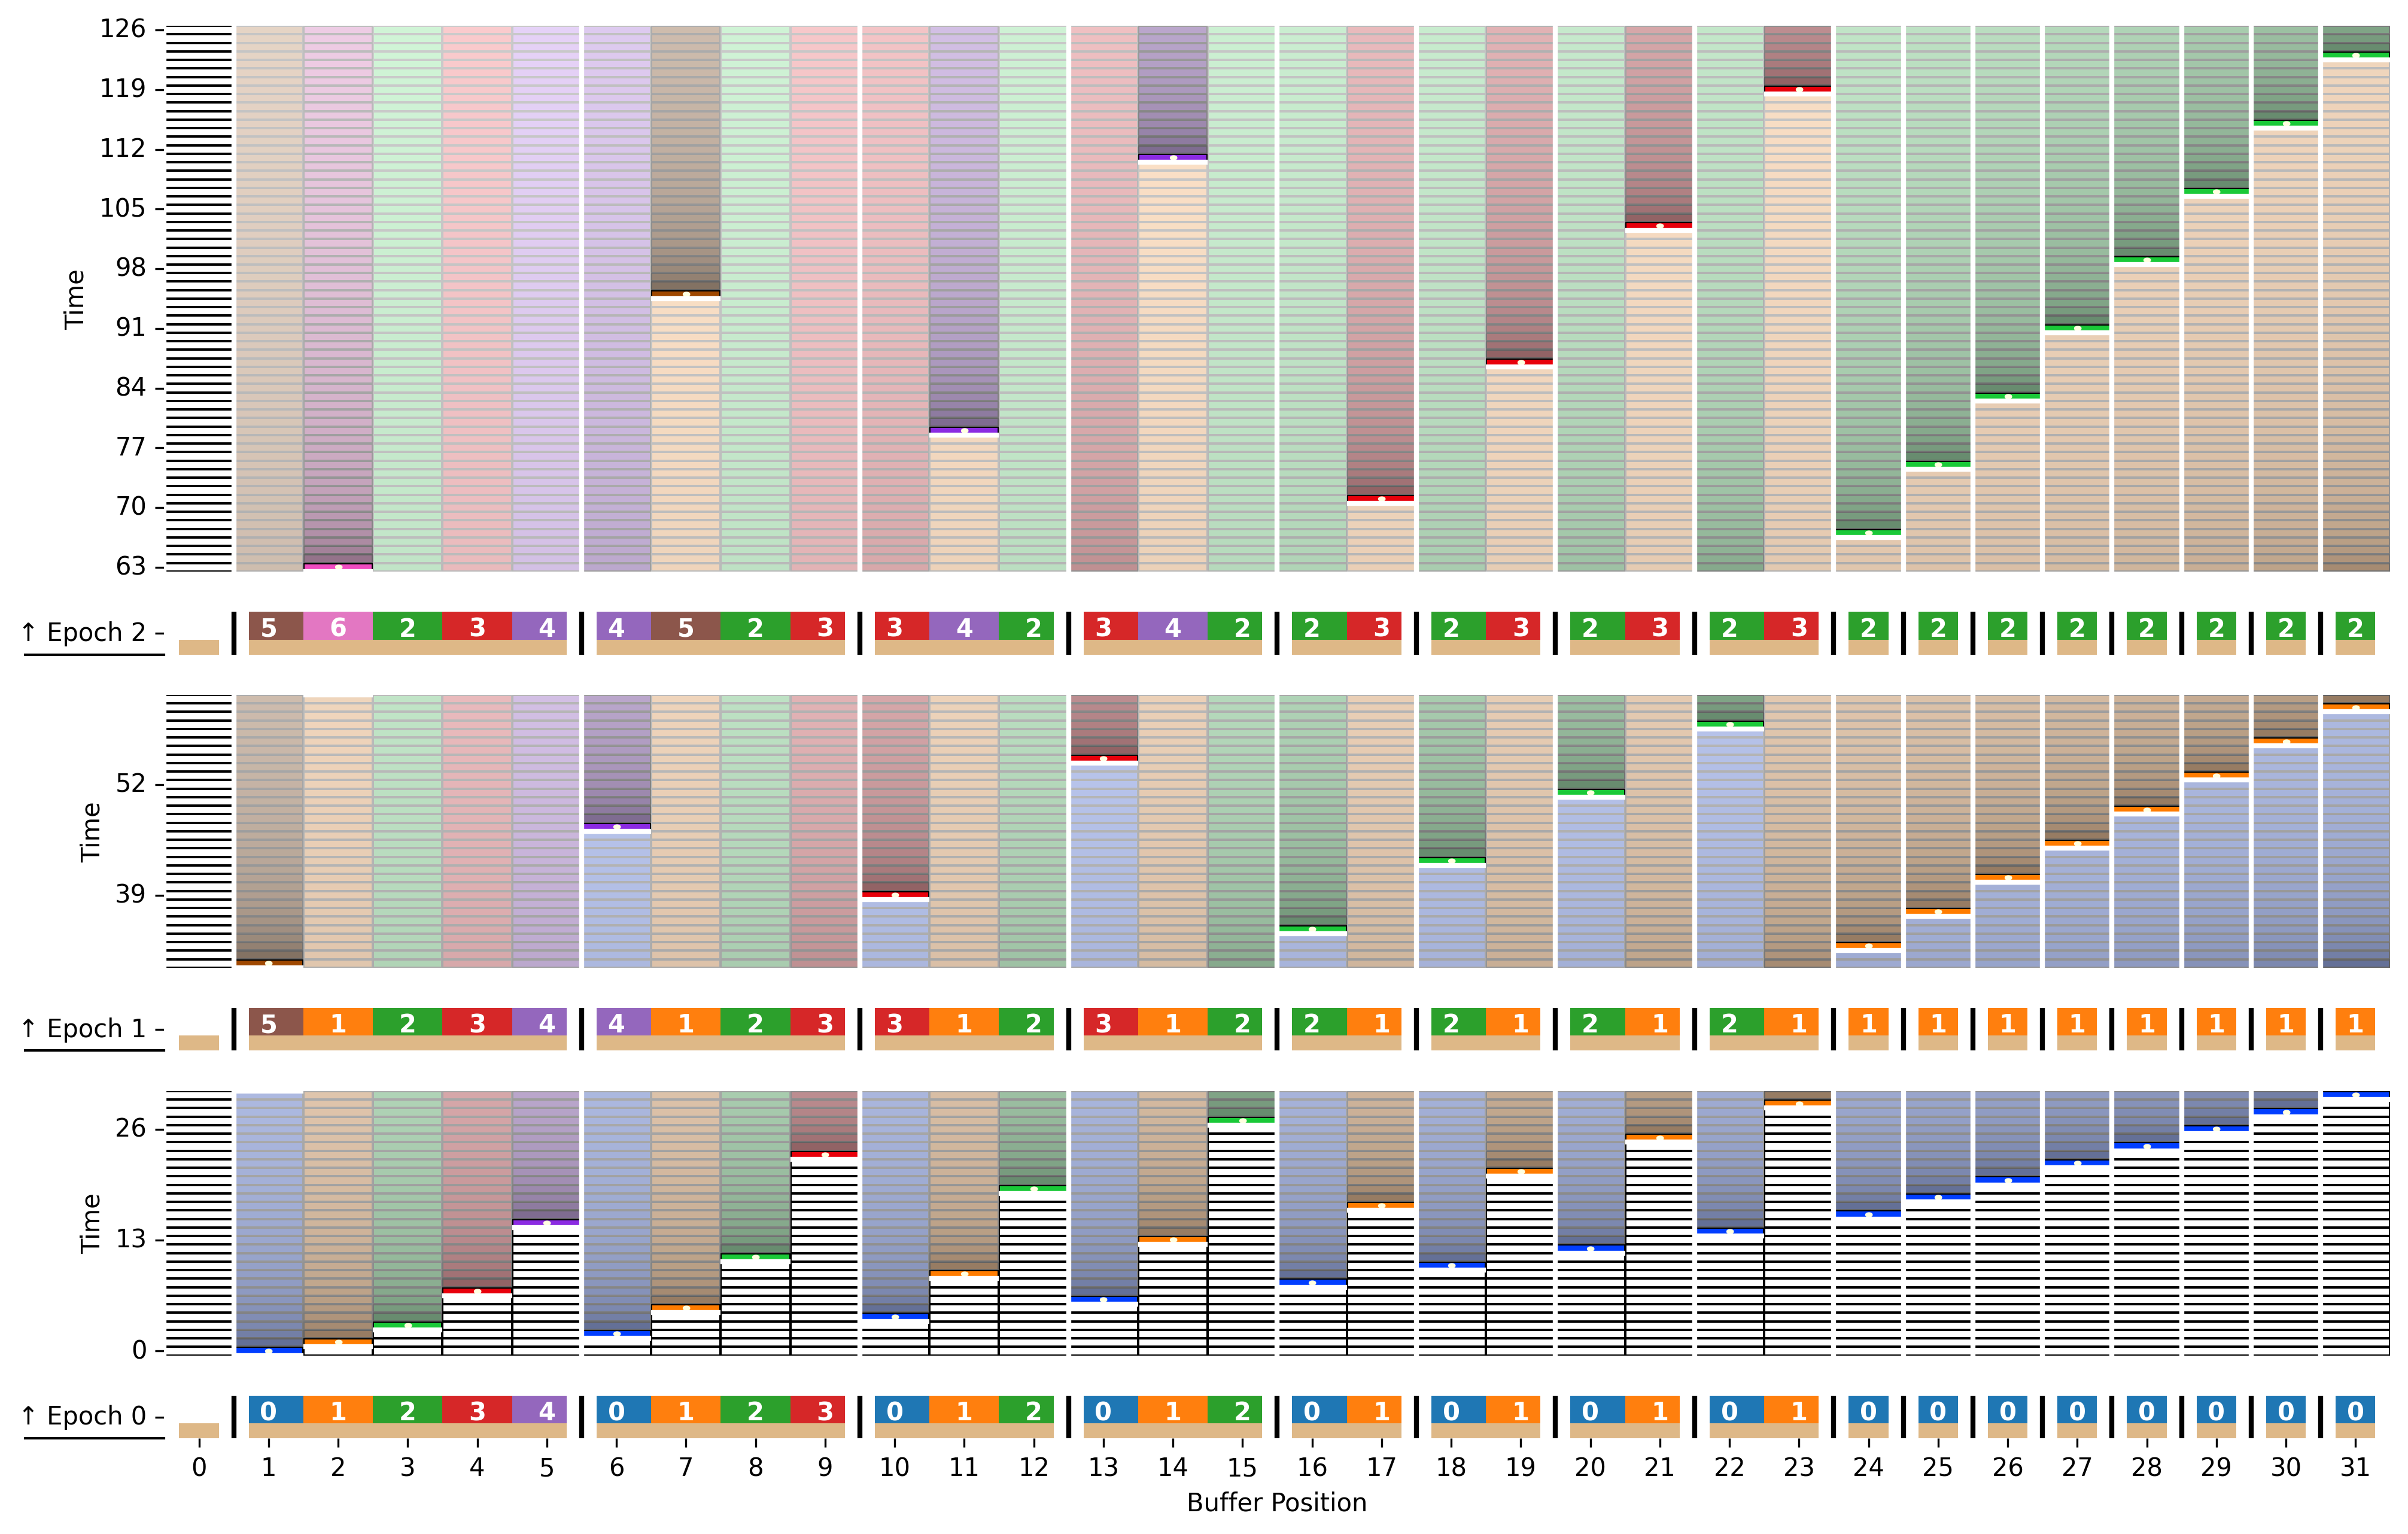 126
119
112
105
98
91
84
77
70
63
Time
↑ Epoch 2
5 6 2 3 4 4 5 2 3 3 4 2 3 4 2 2 3 2 3 2 3 2 3 2 2 2 2 2 2 2 2
52
39
Time
↑ Epoch 1
5 1 2 3 4 4 1 2 3 3 1 2 3 1 2 2 1 2 1 2 1 2 1 1 1 1 1 1 1 1 1
26
13
0
Time
↑ Epoch 0
0 1 2 3 4 0 1 2 3 0 1 2 0 1 2 0 1 0 1 0 1 0 1 0 0 0 0 0 0 0 0
0 1 2 3 4 5 6 7 8 9 10 11 12 13 14 15 16 17 18 19 20 21 22 23 24 25 26 27 28 29 30 31
Buffer Position